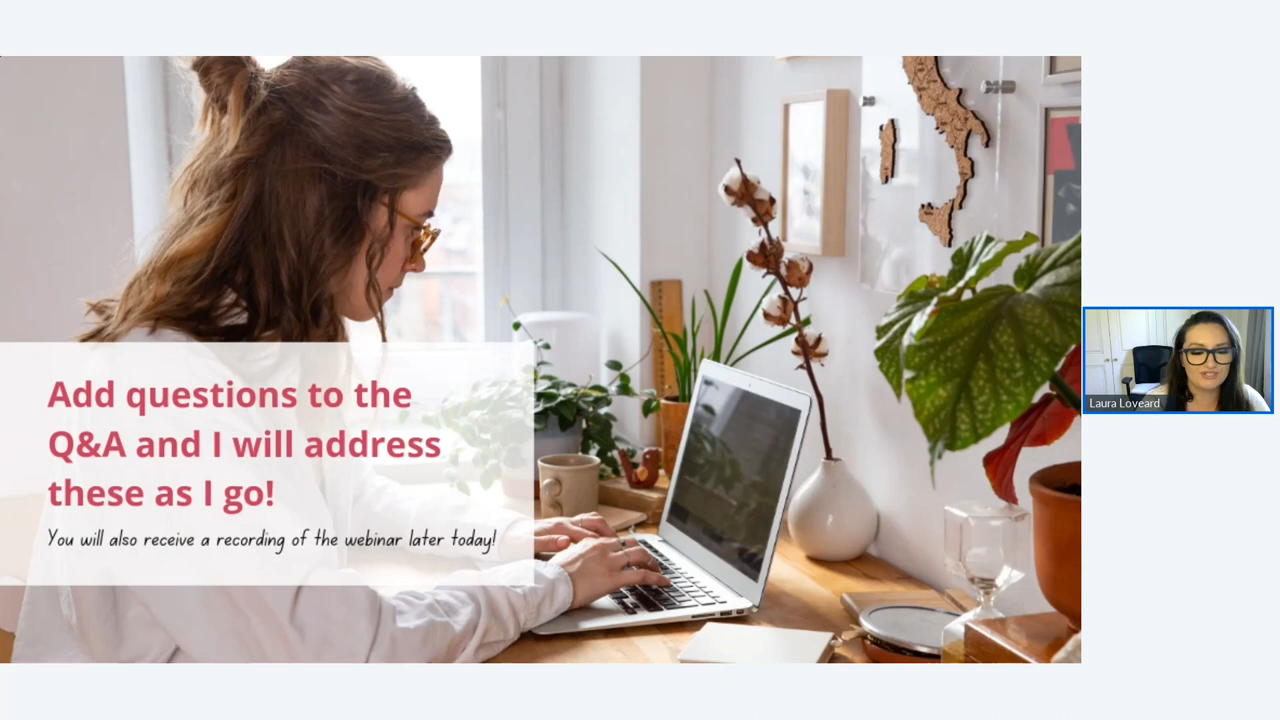 Add questions to the
Q&A and I will address
these as I go!
You will also receive a recording of the webinar later today!
Laura Loveard